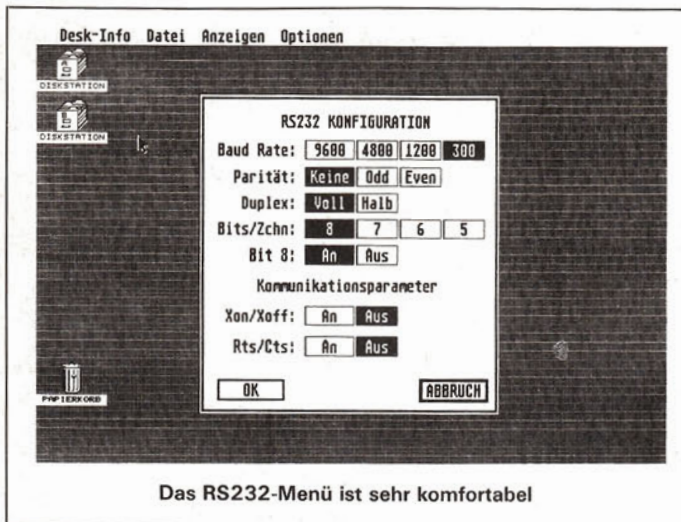 Desk-Info Datei Anzeigen Optionen
DISKSTATION
DISKSTATION
RS232 KONFIGURATION
Baud Rate: 9600 4800 1200 300
Parität: Keine Odd Even
Duplex: Voll Halb
Bits/Zchn: 8 7 6 5
Bit 8: An Aus
Kommunikationsparameter
Xon/Xoff: An Aus
Rts/Cts: An Aus
OK ABBRUCH
PAPIERKORB
Das RS232-Menü ist sehr komfortabel